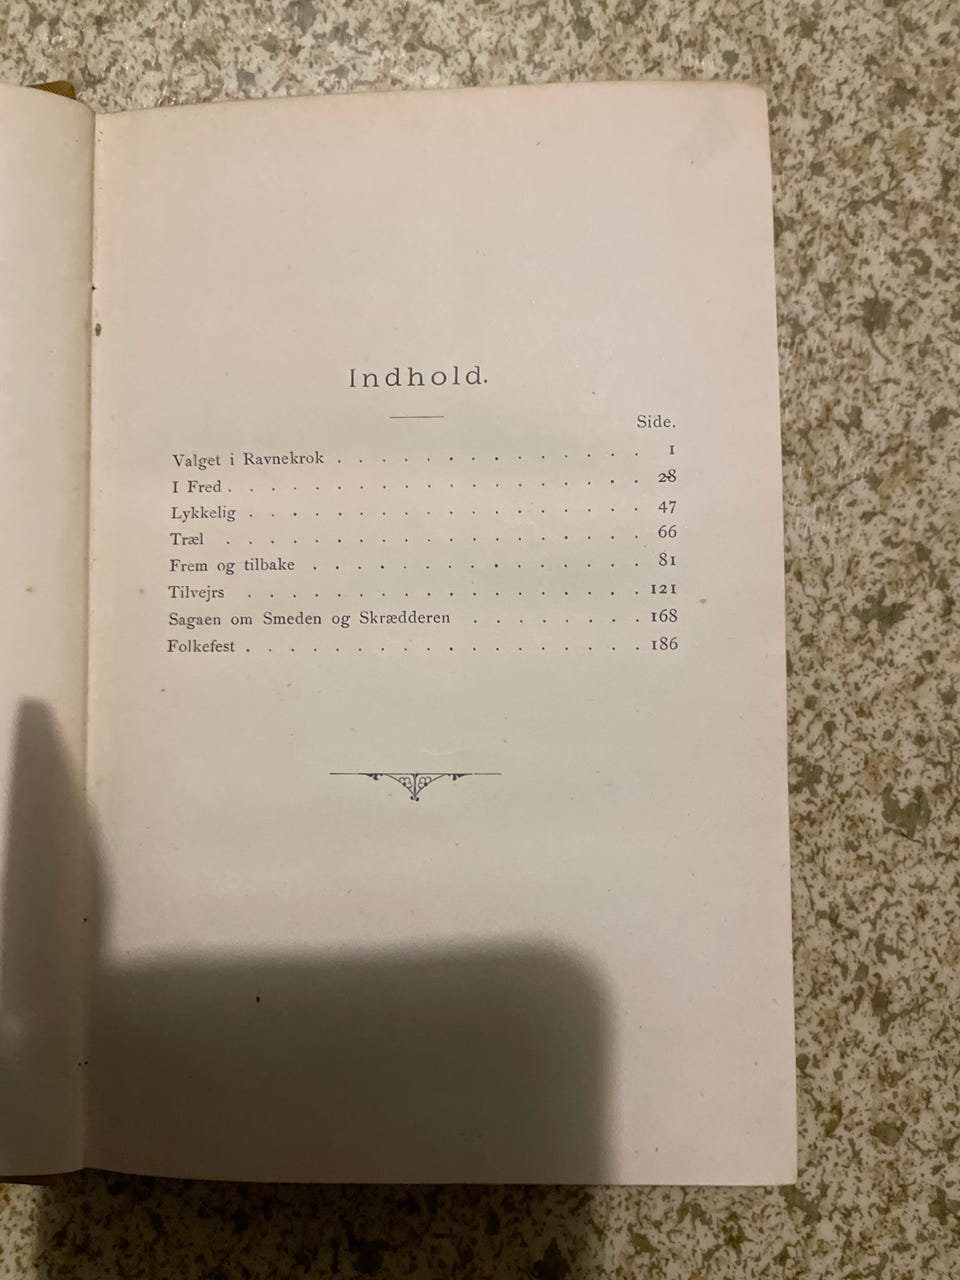 Indhold.
Side.
Valget i Ravnekrok . . . . . . . . . . . . 1
I Fred . . . . . . . . . . . . . . . 28
Lykkelig . . . . . . . . . . . . . . 47
Træl . . . . . . . . . . . . . . . 66
Frem og tilbake . . . . . . . . . . . . 81
Tilvejrs . . . . . . . . . . . . . . 121
Sagaen om Smeden og Skrædderen . . . . . . . 168
Folkefest . . . . . . . . . . . . . . 186